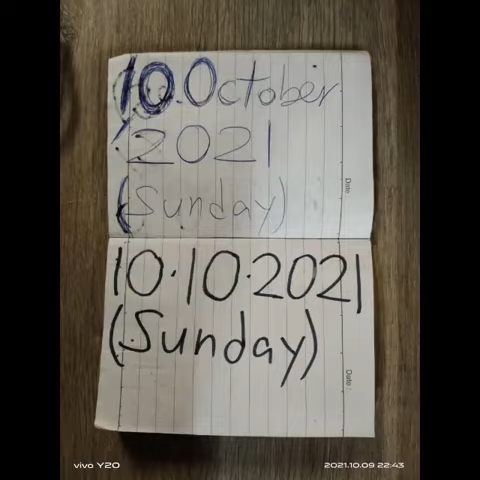 10.October
2021
(Sunday)
Date
10.10.2021
(Sunday)
Date :
vivo Y20
2021.10.09 22:43